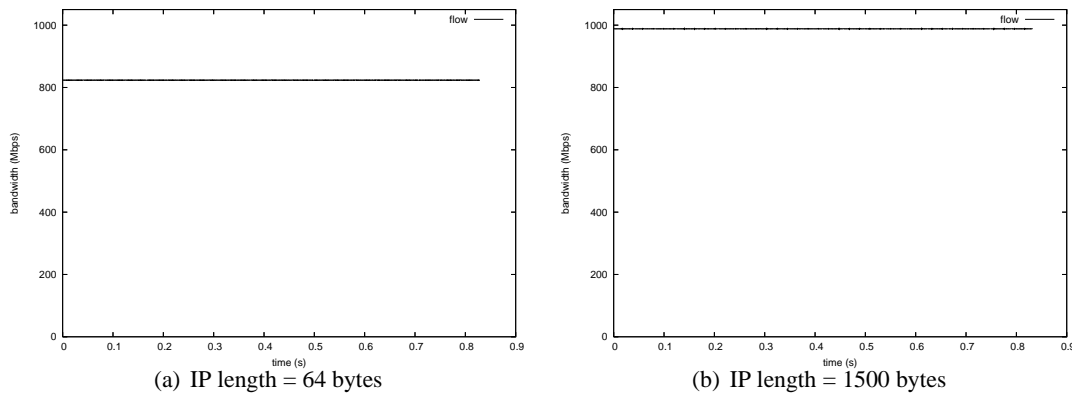 1000
800
600
400
200
0
bandwidth (Mbps)
flow
0 0.1 0.2 0.3 0.4 0.5 0.6 0.7 0.8 0.9
time (s)
(a) IP length = 64 bytes
1000
800
600
400
200
0
bandwidth (Mbps)
flow
0 0.1 0.2 0.3 0.4 0.5 0.6 0.7 0.8 0.9
time (s)
(b) IP length = 1500 bytes